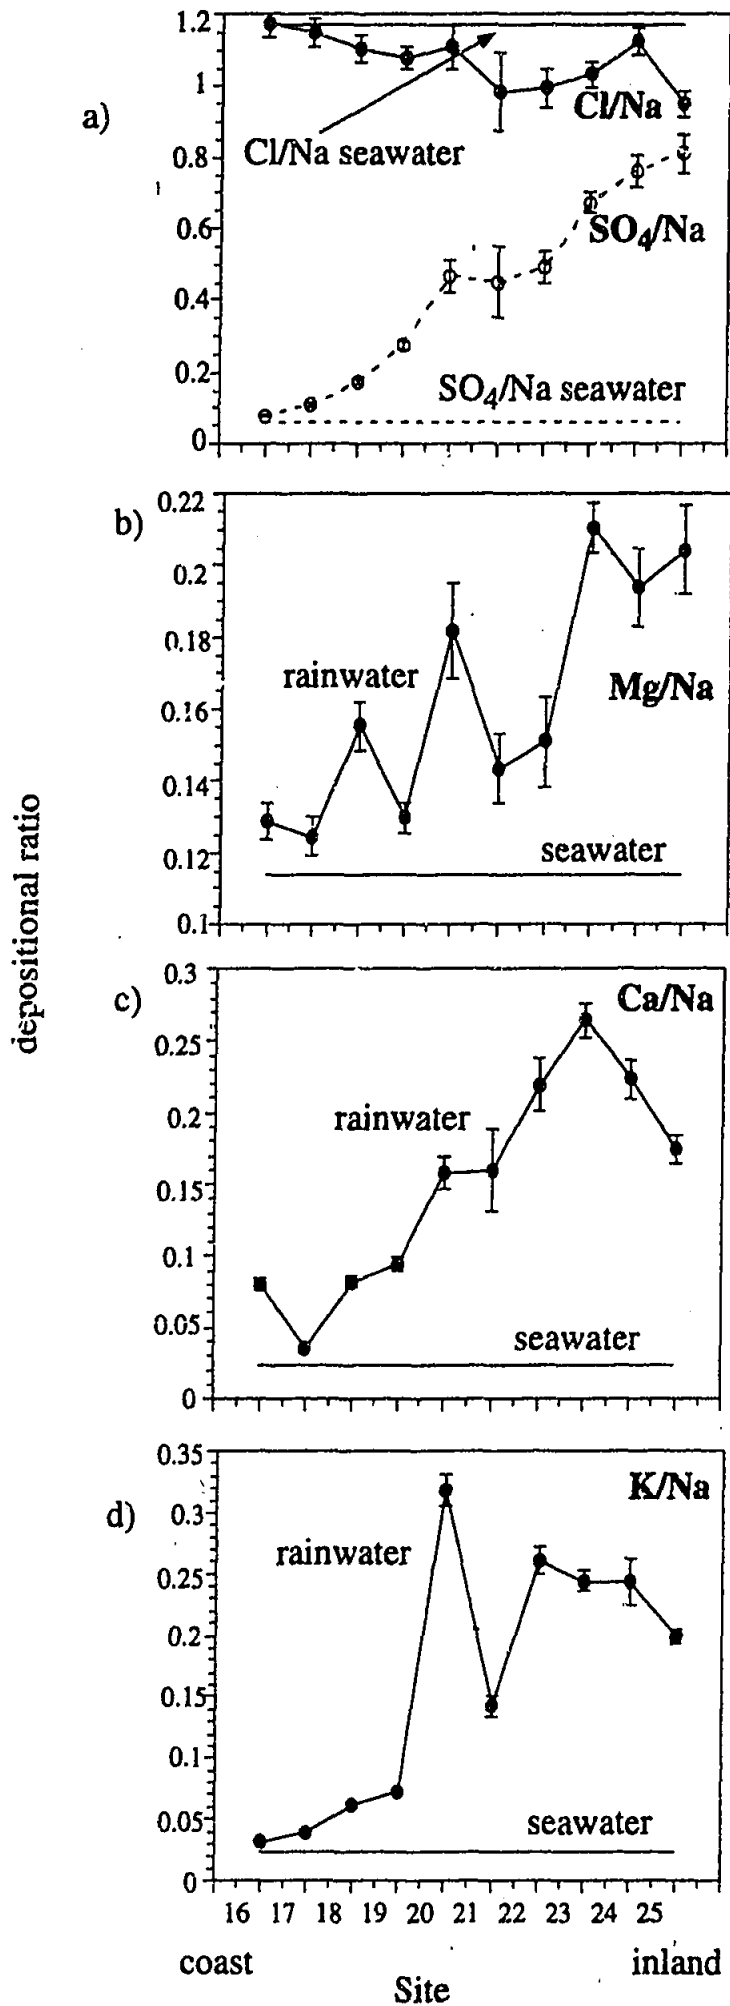 1.2
1
a)
Cl/Na
Cl/Na seawater
0.8
0.6
SO4/Na
0.4
0.2
SO4/Na seawater
0
0.22
b)
0.2
0.18
rainwater
Mg/Na
0.16
0.14
0.12
seawater
0.1
depositional ratio
0.3
c)
Ca/Na
0.25
0.2
rainwater
0.15
0.1
0.05
seawater
0
0.35
d)
K/Na
0.3
rainwater
0.25
0.2
0.15
0.1
0.05
seawater
0
16 17 18 19 20 21 22 23 24 25
coast inland
Site